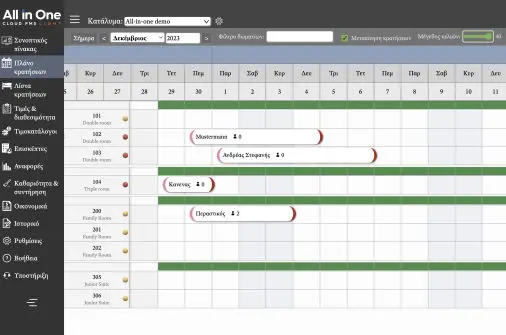 All in One
CLOUD PMS LIGHT
Κατάλυμα: All-in-one demo
Συνοπτικός πίνακας
Πλάνο κρατήσεων
Λίστα κρατήσεων
Τιμές & διαθεσιμότητα
Τιμοκατάλογοι
Επισκέπτες
Αναφορές
Καθαριότητα & συντήρηση
Οικονομικά
Ιστορικό
Ρυθμίσεις
Βοήθεια
Υποστήριξη
Σήμερα < Δεκέμβριος 2023 > Φίλτρο δωματίων: Μετακίνηση κρατήσεων Μέγεθος κελιών 40
Κυρ Δευ Τρι Τετ Πεμ Παρ Σαβ Κυρ Δευ Τρι Τετ Πεμ Παρ Σαβ Κυρ Δευ
26 27 28 29 30 1 2 3 4 5 6 7 8 9 10 11
101
Double room
102
Double room
Mustermann 0
103
Double room
Ανδρέας Στεφανής 0
104
Triple room
Κανενας 0
200
Family Room
Περαστικός 2
201
Family Room
202
Family Room
305
Junior Suite
306
Junior Suite